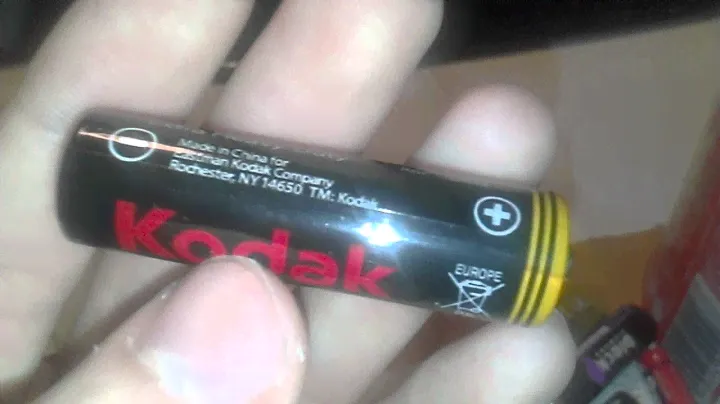 Made in China for
Eastman Kodak Company
Rochester, NY 14650 TM: Kodak
Kodak
+
EUROPE